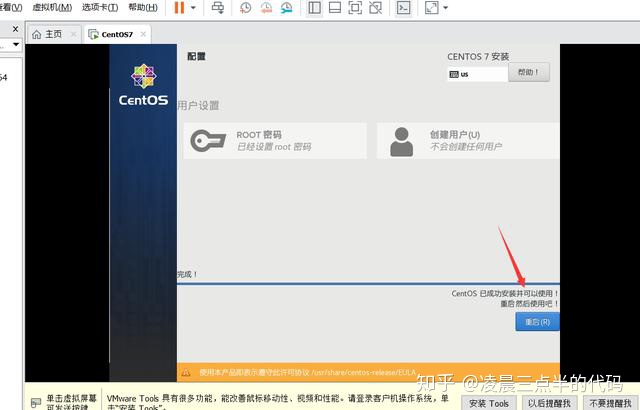 查看(V) 虚拟机(M) 选项卡(T) 帮助(H)
主页
CentOS7
64
配置
CENTOS 7 安装
us
帮助！
CentOS
用户设置
ROOT 密码
已经设置 root 密码
创建用户(U)
不会创建任何用户
完成！
CentOS 已成功安装并可以使用！
重启然后使用吧！
重启(R)
使用本产品即表示遵守此许可协议 /usr/share/centos-release/EULA
知乎 @凌晨三点半的代码
单击虚拟屏幕
可发送按键
VMware Tools 具有很多功能，能改善鼠标移动性、视频和性能。请登录客户机操作系统，单
击“安装 Tools”。
安装 Tools
以后提醒我
不要提醒我